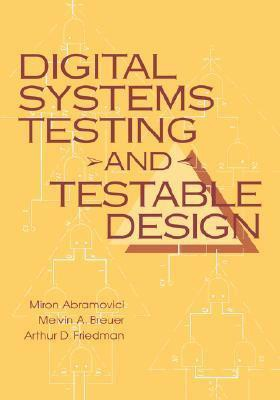 DIGITAL
SYSTEMS
TESTING
AND
TESTABLE
DESIGN
Miron Abramovici
Melvin A. Breuer
Arthur D. Friedman